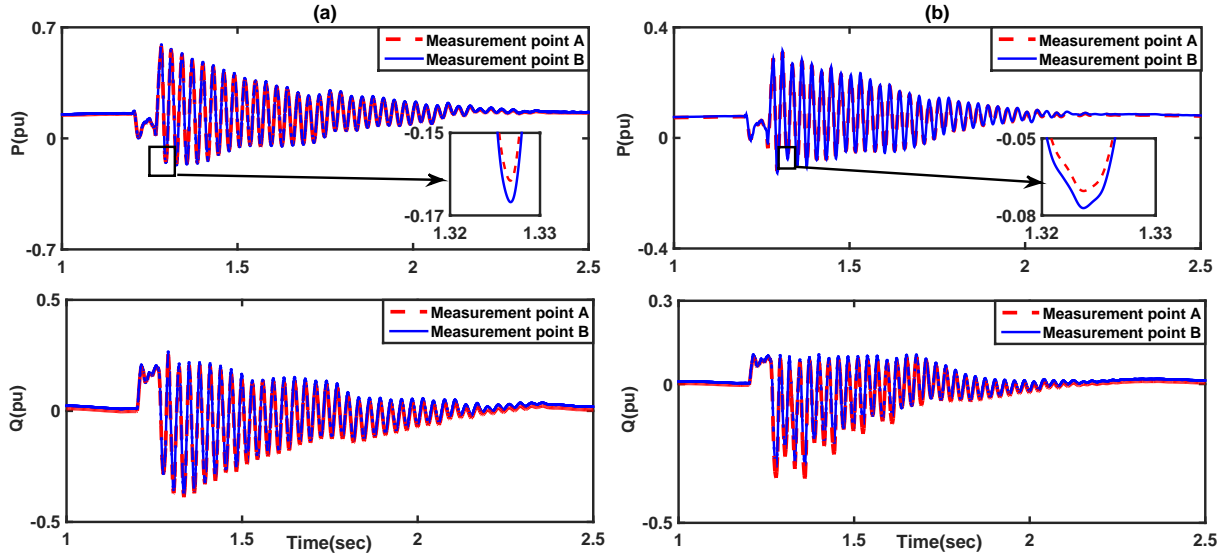 (a)
0.7
Measurement point A
Measurement point B
P(pu)
0
-0.15
-0.17
1.32
1.33
-0.7
1
1.5
2
2.5
(b)
0.4
Measurement point A
Measurement point B
P(pu)
0
-0.05
-0.08
1.32
1.33
-0.4
1
1.5
2
2.5
0.5
Measurement point A
Measurement point B
Q(pu)
0
-0.5
1
1.5
2
2.5
Time(sec)
0.3
Measurement point A
Measurement point B
Q(pu)
0
-0.5
1
1.5
2
2.5
Time(sec)